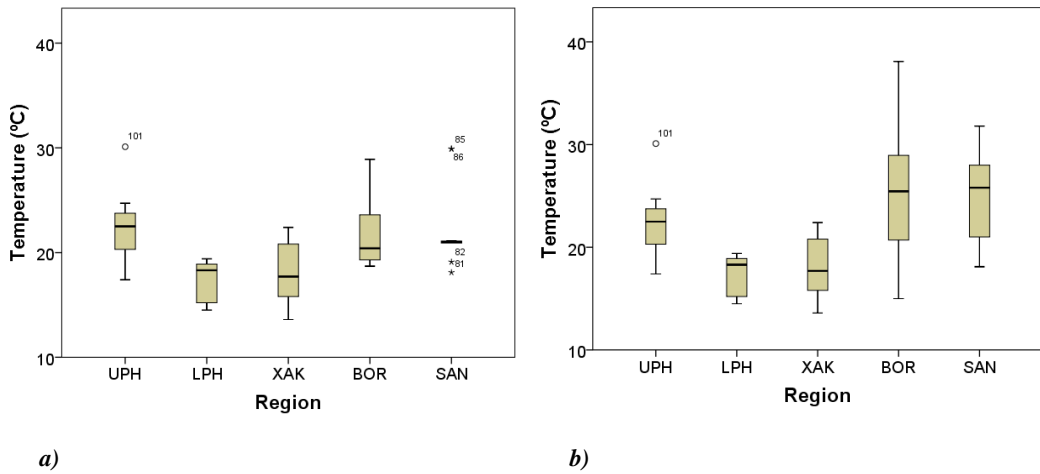 40
30
20
10
Temperature (ºC)
101
85
86
82
81
UPH LPH XAK BOR SAN
Region
a)
40
30
20
10
Temperature (ºC)
101
UPH LPH XAK BOR SAN
Region
b)